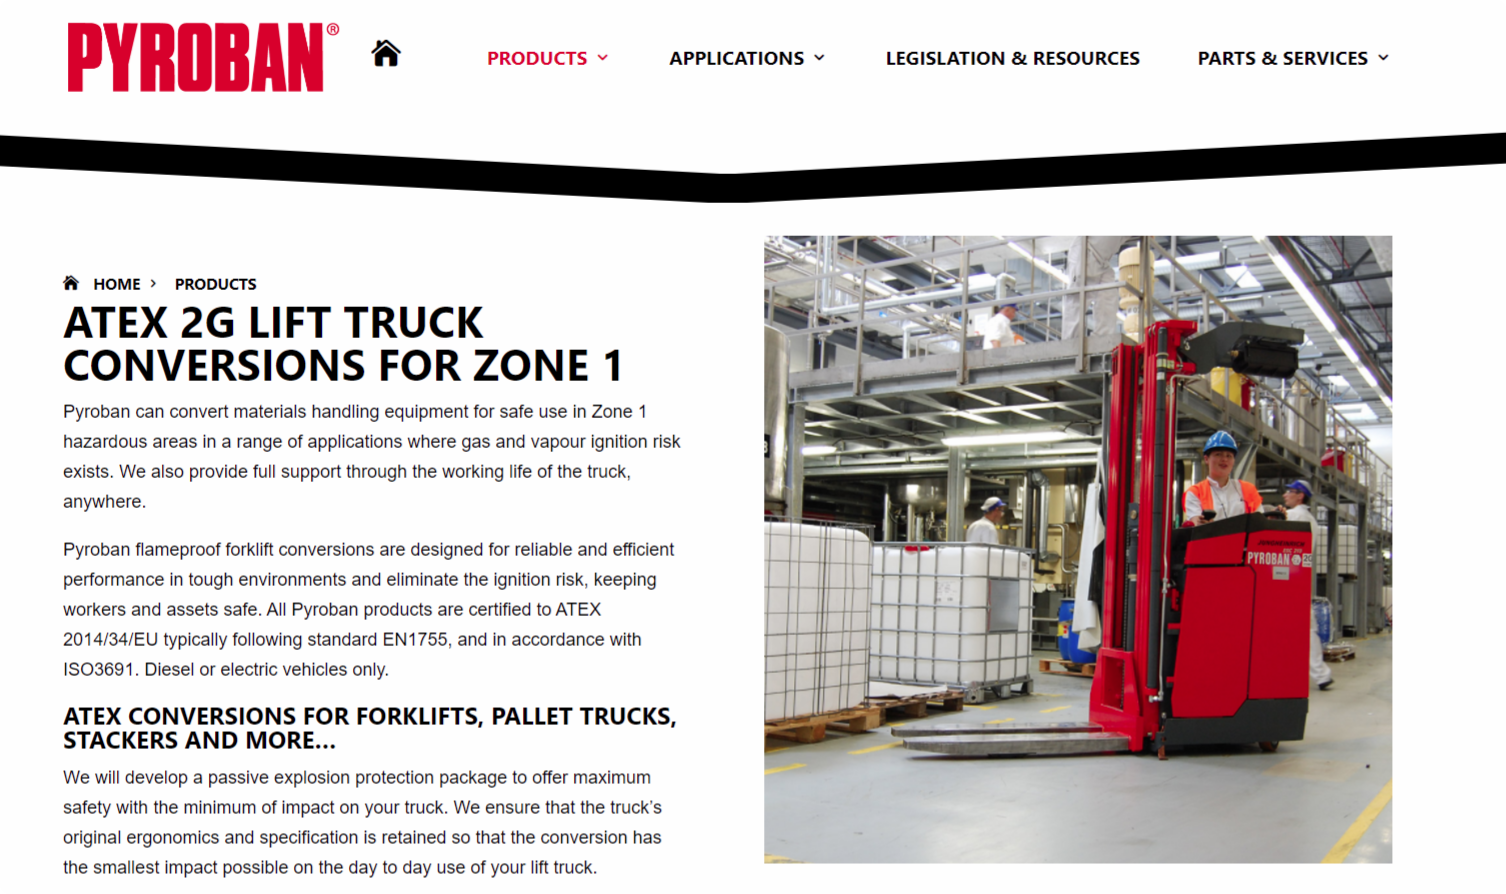 PYROBAN®
PRODUCTS
APPLICATIONS
LEGISLATION & RESOURCES
PARTS & SERVICES
HOME > PRODUCTS
ATEX 2G LIFT TRUCK
CONVERSIONS FOR ZONE 1
Pyroban can convert materials handling equipment for safe use in Zone 1
hazardous areas in a range of applications where gas and vapour ignition risk
exists. We also provide full support through the working life of the truck,
anywhere.
Pyroban flameproof forklift conversions are designed for reliable and efficient
performance in tough environments and eliminate the ignition risk, keeping
workers and assets safe. All Pyroban products are certified to ATEX
2014/34/EU typically following standard EN1755, and in accordance with
ISO3691. Diesel or electric vehicles only.
ATEX CONVERSIONS FOR FORKLIFTS, PALLET TRUCKS,
STACKERS AND MORE...
We will develop a passive explosion protection package to offer maximum
safety with the minimum of impact on your truck. We ensure that the truck’s
original ergonomics and specification is retained so that the conversion has
the smallest impact possible on the day to day use of your lift truck.
PYROBAN